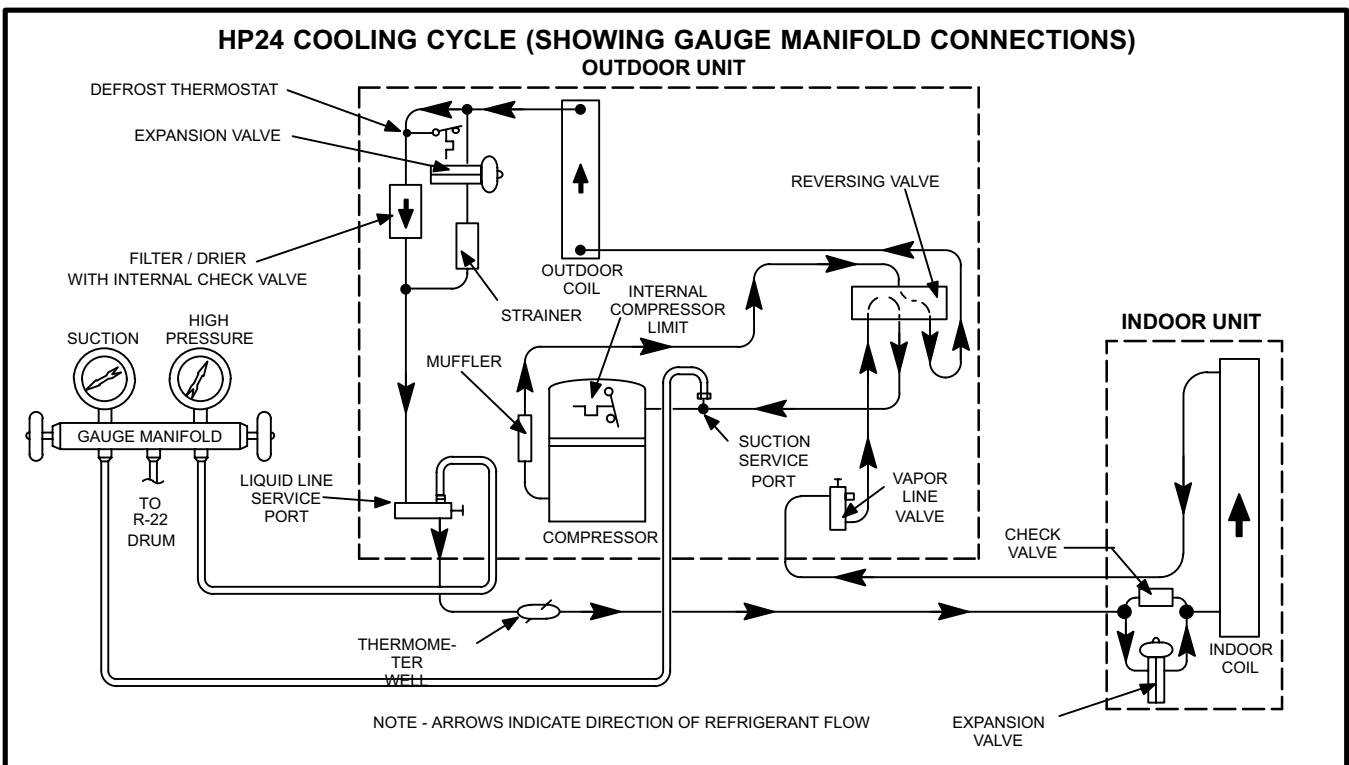 HP24 COOLING CYCLE (SHOWING GAUGE MANIFOLD CONNECTIONS)
OUTDOOR UNIT
DEFROST THERMOSTAT
EXPANSION VALVE
REVERSING VALVE
FILTER / DRIER
WITH INTERNAL CHECK VALVE
OUTDOOR
COIL
STRAINER
INTERNAL
COMPRESSOR
LIMIT
INDOOR UNIT
SUCTION
HIGH
PRESSURE
MUFFLER
GAUGE MANIFOLD
TO
R-22
DRUM
LIQUID LINE
SERVICE
PORT
COMPRESSOR
SUCTION
SERVICE
PORT
VAPOR
LINE
VALVE
CHECK
VALVE
THERMOME-
TER
WELL
INDOOR
COIL
EXPANSION
VALVE
NOTE - ARROWS INDICATE DIRECTION OF REFRIGERANT FLOW